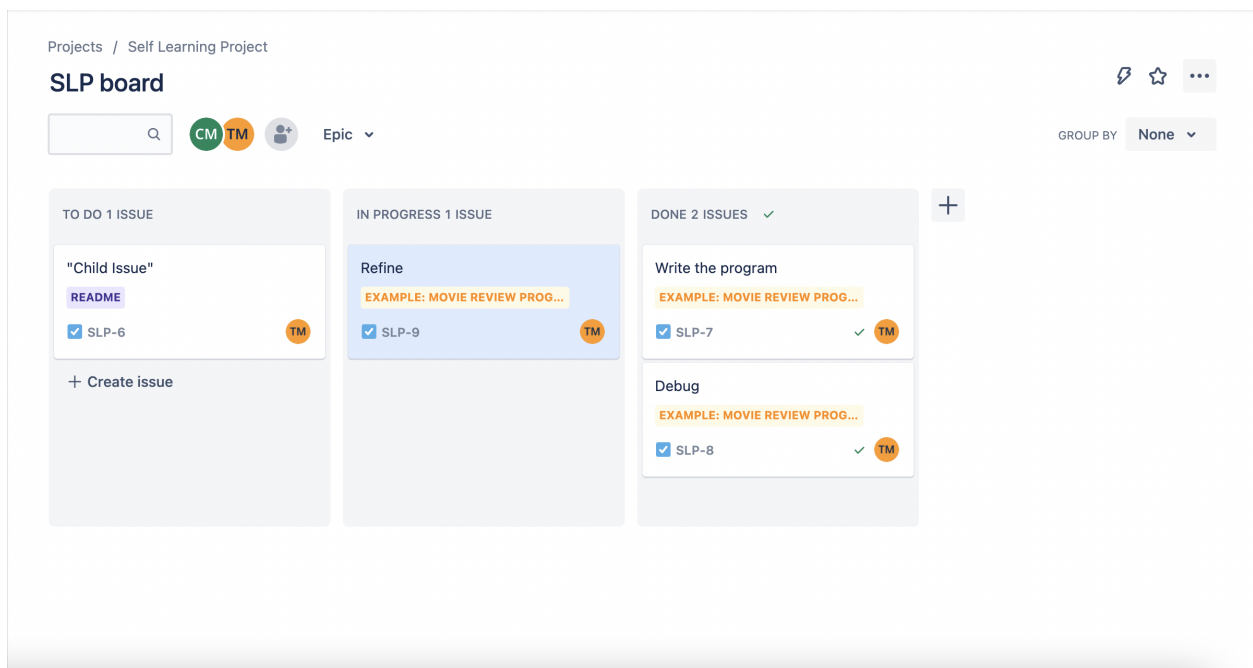 Projects / Self Learning Project
SLP board
CM TM Epic
GROUP BY None
TO DO 1 ISSUE
"Child Issue"
README
SLP-6 TM
+ Create issue
IN PROGRESS 1 ISSUE
Refine
EXAMPLE: MOVIE REVIEW PROG...
SLP-9 TM
DONE 2 ISSUES
Write the program
EXAMPLE: MOVIE REVIEW PROG...
SLP-7 TM
Debug
EXAMPLE: MOVIE REVIEW PROG...
SLP-8 TM